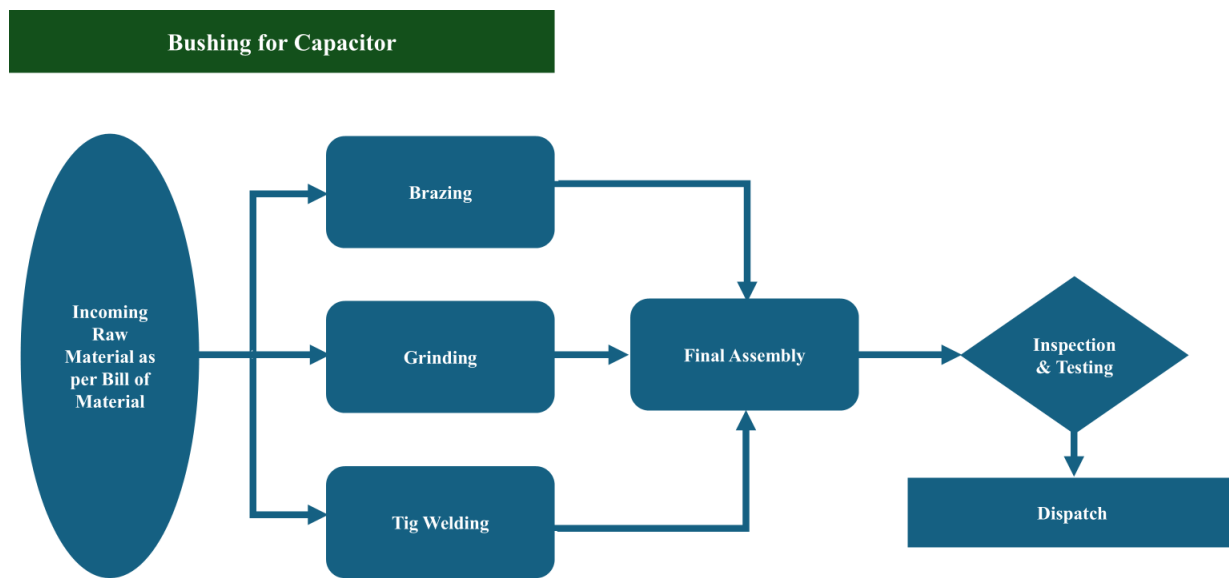 Bushing for Capacitor
Incoming
Raw
Material as
per Bill of
Material
Brazing
Grinding
Tig Welding
Final Assembly
Inspection
& Testing
Dispatch